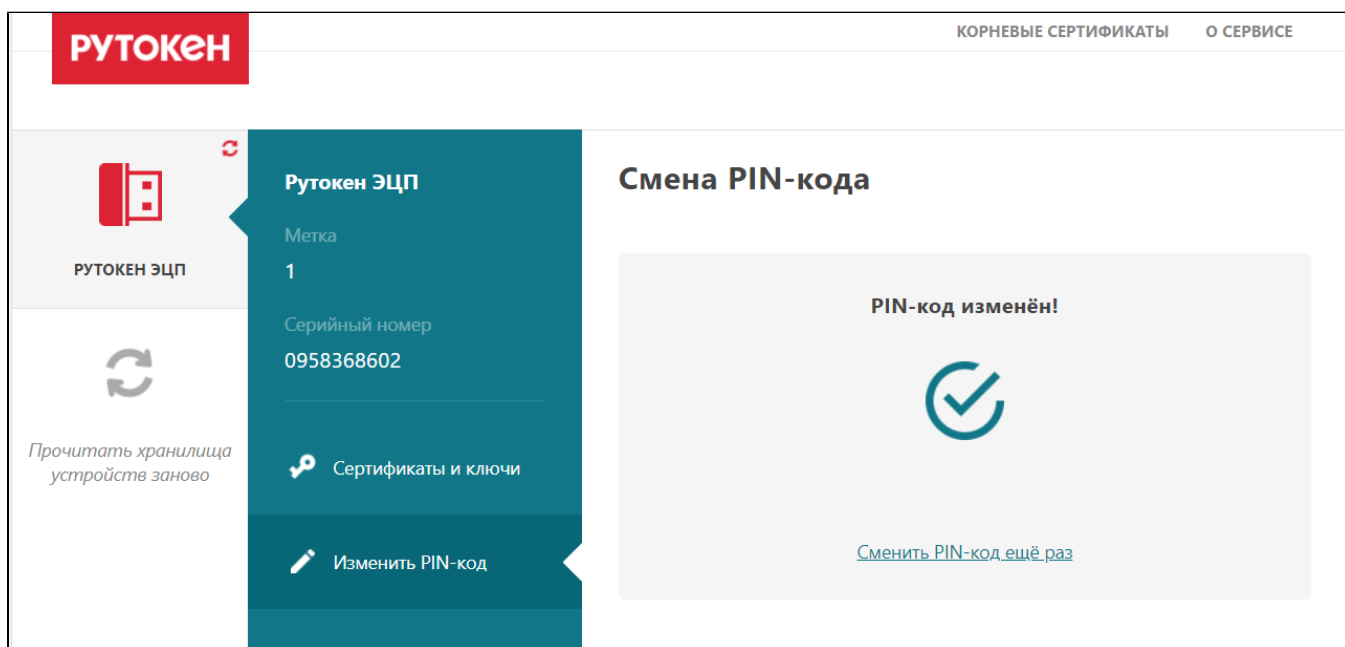 РУТОКЕН
КОРНЕВЫЕ СЕРТИФИКАТЫ
О СЕРВИСЕ
РУТОКЕН ЭЦП
Прочитать хранилища
устройств заново
Рутокен ЭЦП
Метка
1
Серийный номер
0958368602
Сертификаты и ключи
Изменить PIN-код
Смена PIN-кода
PIN-код изменён!
Сменить PIN-код ещё раз